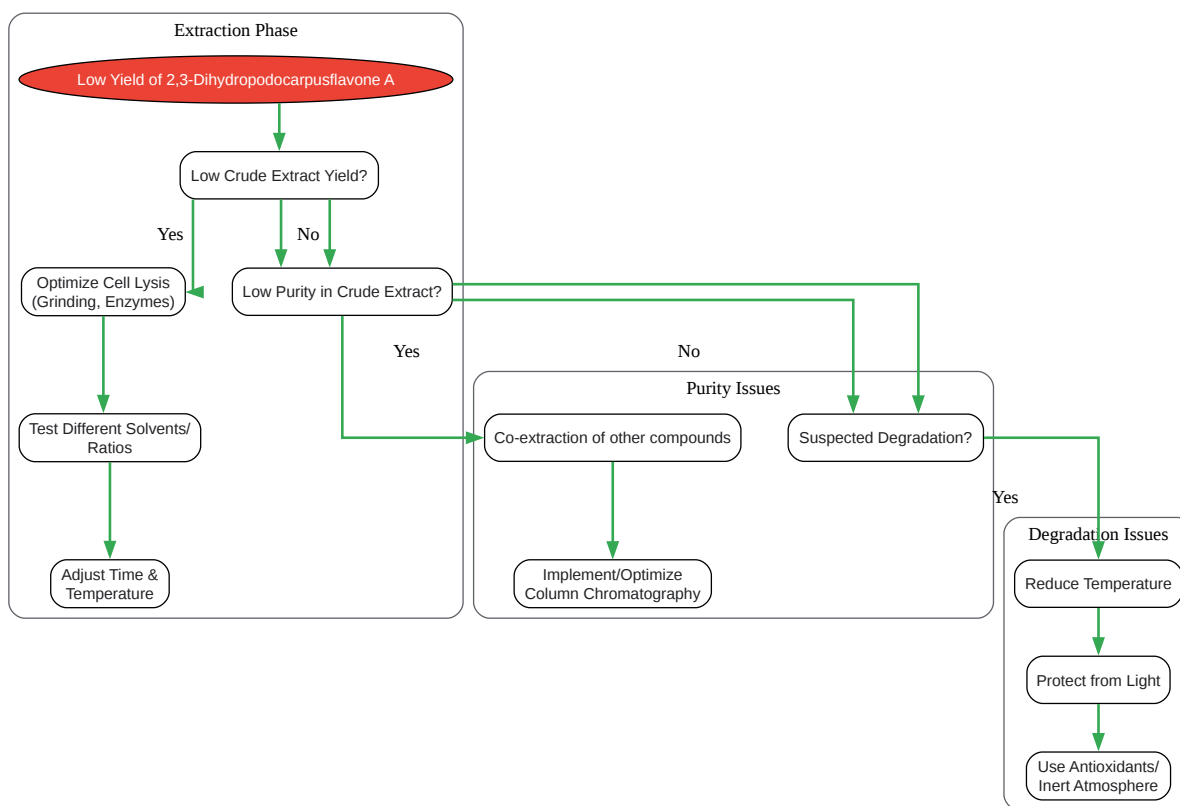 Extraction Phase
Low Yield of 2,3-Dihydropodocarpusflavone A
Low Crude Extract Yield?
Yes
No
Optimize Cell Lysis
(Grinding, Enzymes)
Low Purity in Crude Extract?
Yes
No
Purity Issues
Test Different Solvents/
Ratios
Co-extraction of other compounds
Suspected Degradation?
Yes
Degradation Issues
Adjust Time &
Temperature
Implement/Optimize
Column Chromatography
Reduce Temperature
Protect from Light
Use Antioxidants/
Inert Atmosphere